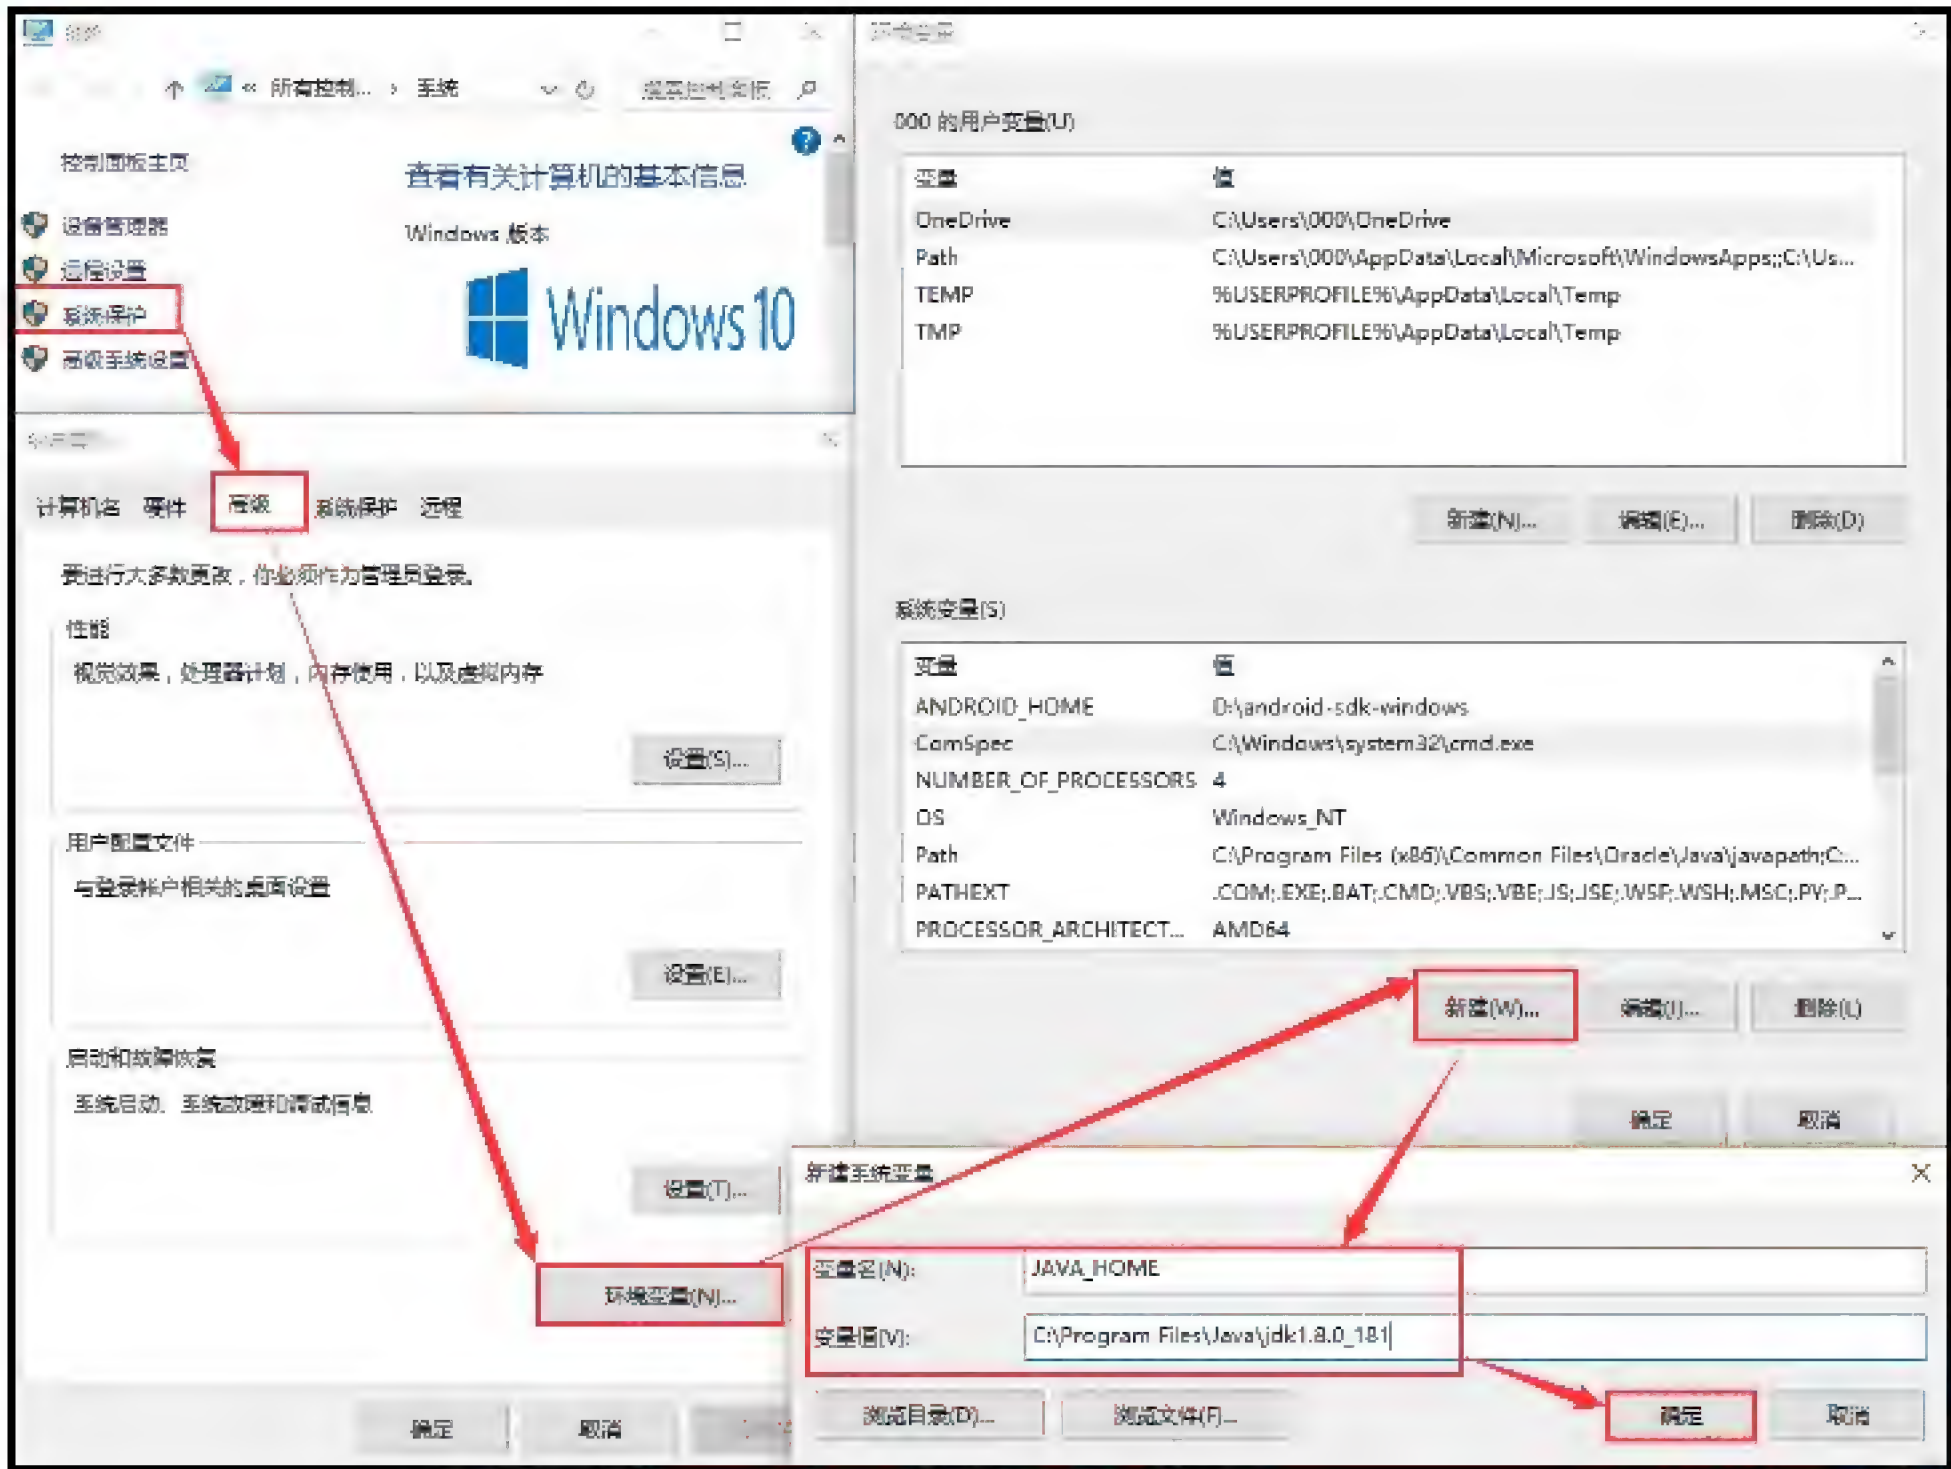 系统
所有控制... › 系统
搜索控制面板
控制面板主页
设备管理器
远程设置
系统保护
高级系统设置
查看有关计算机的基本信息
Windows 版本
Windows 10
计算机名 硬件 高级 系统保护 远程
要进行大多数更改，你必须作为管理员登录。
性能
视觉效果，处理器计划，内存使用，以及虚拟内存
设置(S)...
用户配置文件
与登录帐户相关的桌面设置
设置(E)...
启动和故障恢复
系统启动、系统故障和调试信息
设置(T)...
环境变量(N)...
确定 取消
环境变量
000 的用户变量(U)
变量 值
OneDrive C:\Users\000\OneDrive
Path C:\Users\000\AppData\Local\Microsoft\WindowsApps;;C:\Us...
TEMP %USERPROFILE%\AppData\Local\Temp
TMP %USERPROFILE%\AppData\Local\Temp
新建(N)... 编辑(E)... 删除(D)
系统变量(S)
变量 值
ANDROID_HOME D:\android-sdk-windows
ComSpec C:\Windows\system32\cmd.exe
NUMBER_OF_PROCESSORS 4
OS Windows_NT
Path C:\Program Files (x86)\Common Files\Oracle\Java\javapath;C:...
PATHEXT .COM;.EXE;.BAT;.CMD;.VBS;.VBE;.JS;.JSE;.WSF;.WSH;.MSC;.PY;.P...
PROCESSOR_ARCHITECT... AMD64
新建(W)... 编辑(I)... 删除(L)
确定 取消
新建系统变量
变量名(N): JAVA_HOME
变量值(V): C:\Program Files\Java\jdk1.8.0_181
浏览目录(D)... 浏览文件(F)... 确定 取消